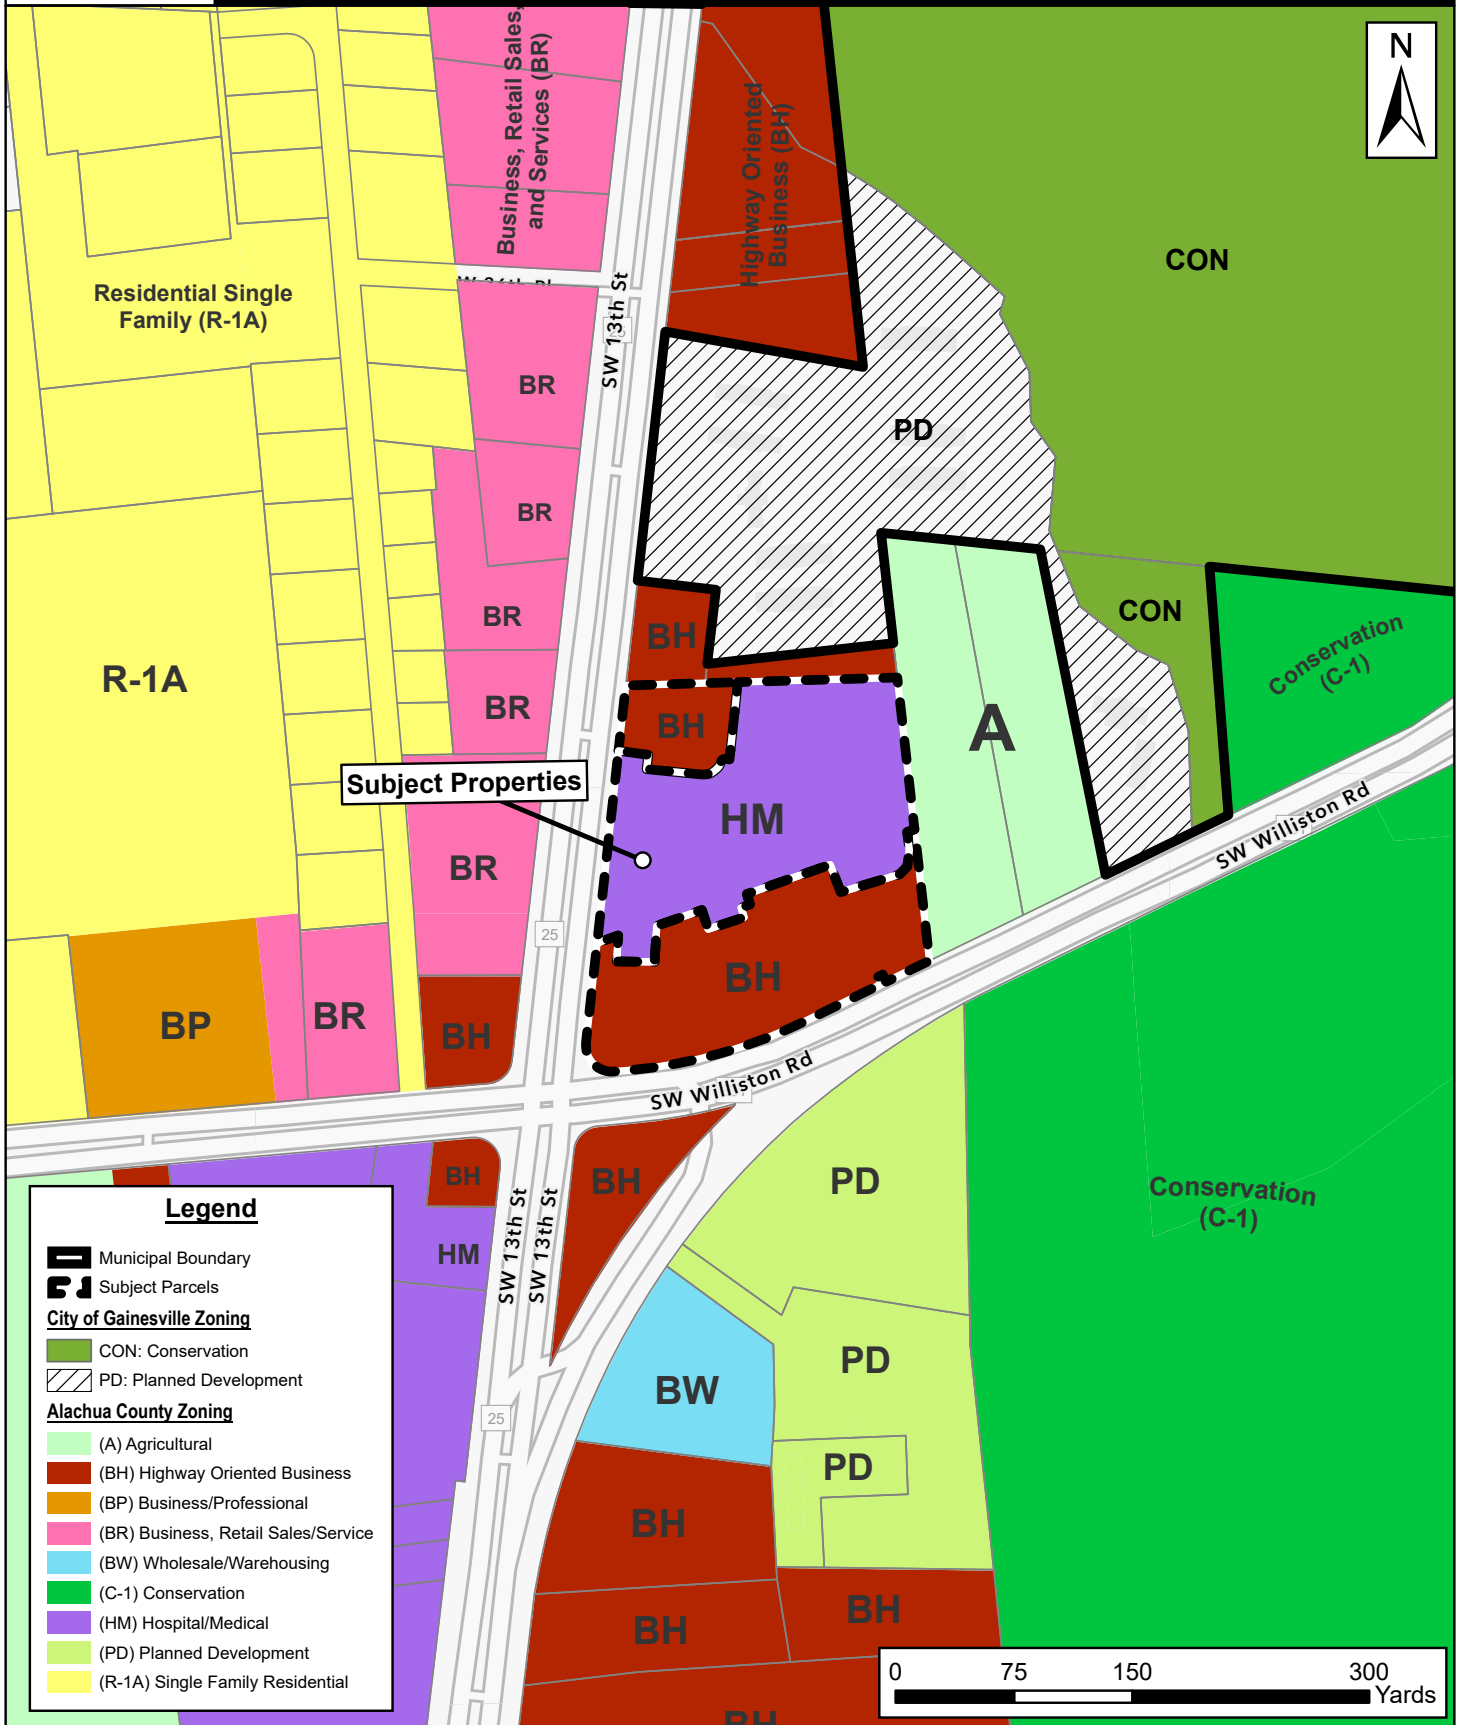 Business, Retail Sales,
and Services (BR)
Highway Oriented
Business (BH)
N
CON
Residential Single
Family (R-1A)
SW 13th St
BR
PD
BR
CON
Conservation
(C-1)
BR
BH
R-1A
BR
BH
A
Subject Properties
HM
SW Williston Rd
BR
25
BH
BP
BR
BH
SW Williston Rd
BH
BH
PD
Conservation
(C-1)
HM
SW 13th St
SW 13th St
PD
BW
25
PD
BH
BH
BH
BH
Legend
Municipal Boundary
Subject Parcels
City of Gainesville Zoning
CON: Conservation
PD: Planned Development
Alachua County Zoning
(A) Agricultural
(BH) Highway Oriented Business
(BP) Business/Professional
(BR) Business, Retail Sales/Service
(BW) Wholesale/Warehousing
(C-1) Conservation
(HM) Hospital/Medical
(PD) Planned Development
(R-1A) Single Family Residential
0 75 150 300
Yards